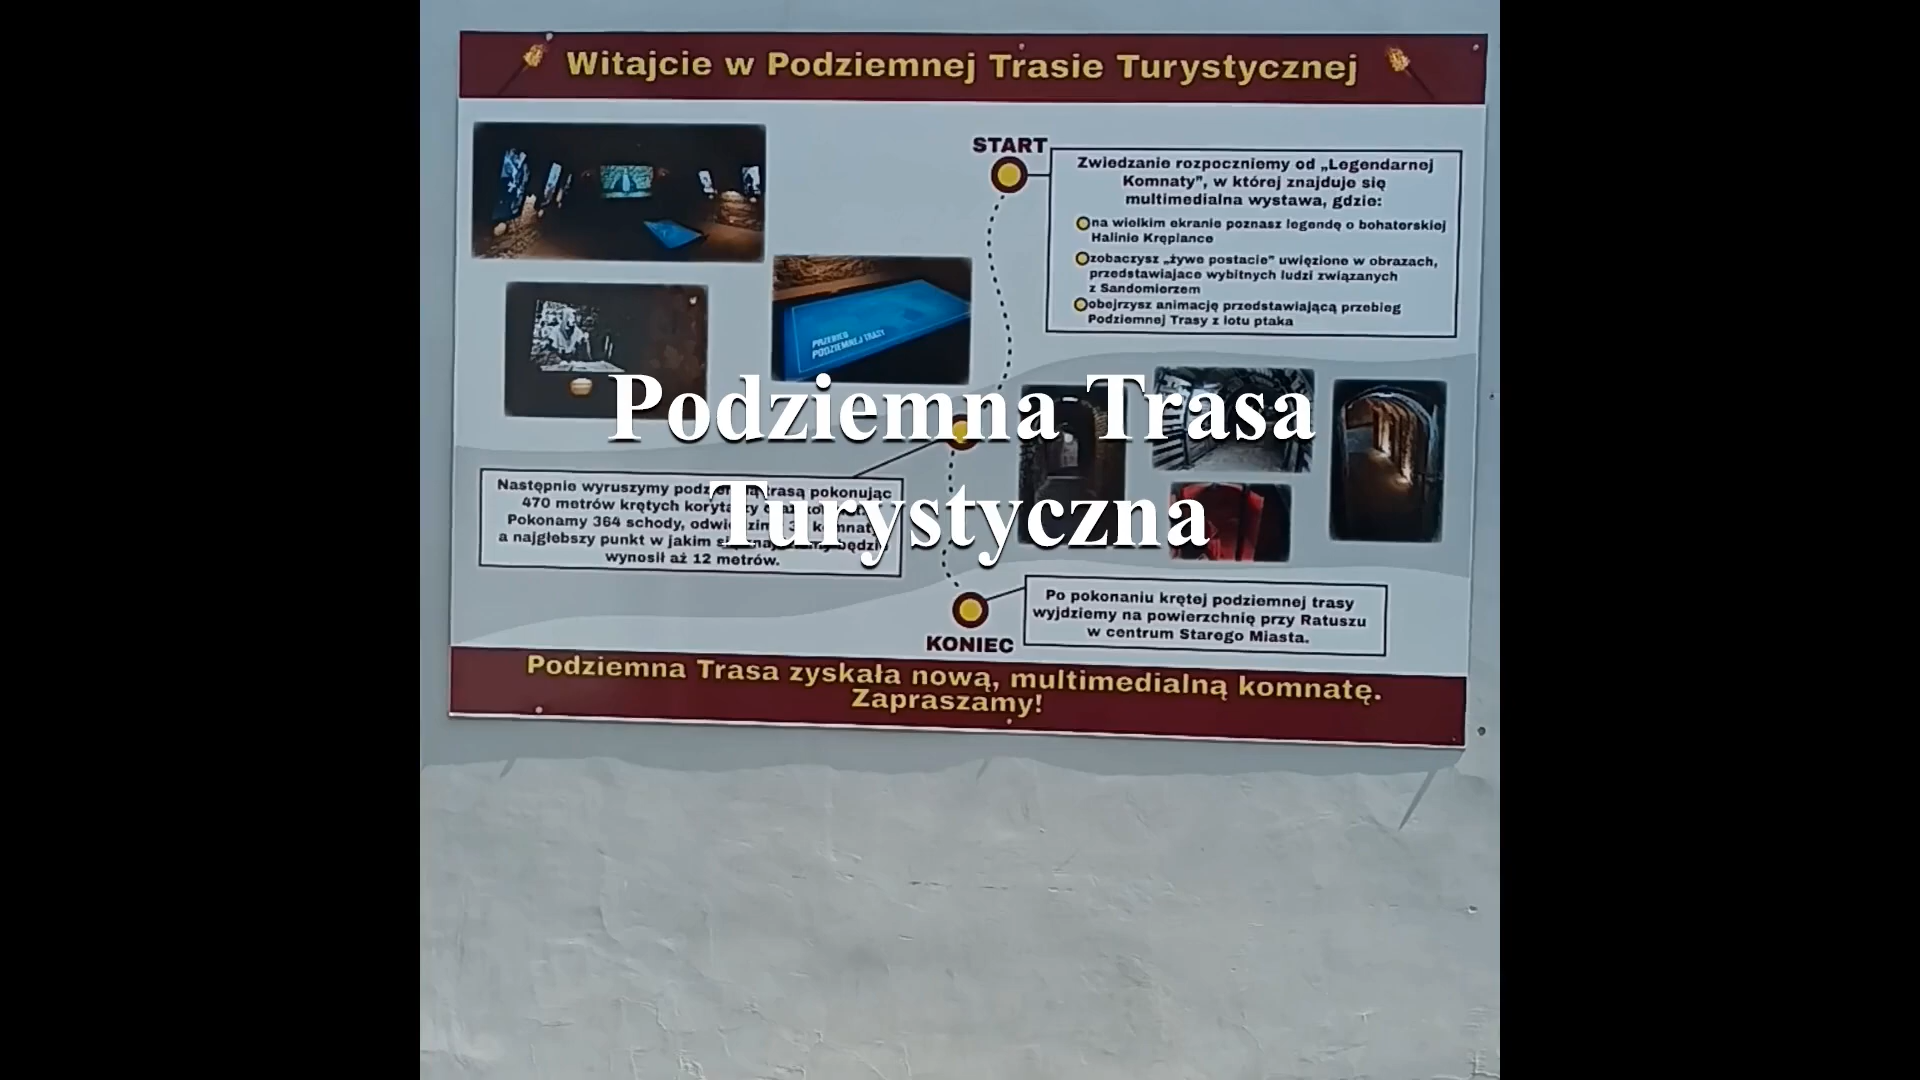 Witajcie w Podziemnej Trasie Turystycznej
START
Zwiedzanie rozpoczniemy od „Legendarnej
Komnaty”, w której znajduje się
multimedialna wystawa, gdzie:
na wielkim ekranie poznasz legendę o bohaterskiej
Halinie Krępiance
zobaczysz „żywe postacie” uwięzione w obrazach,
przedstawiające wybitnych ludzi związanych
z Sandomierzem
obejrzysz animację przedstawiającą przebieg
Podziemnej Trasy z lotu ptaka
PRZEBIEG
PODZIEMNEJ TRASY
Podziemna Trasa
Turystyczna
Następnie wyruszymy podziemną trasą pokonując
470 metrów krętych
Pokonamy 364 schody,
a najgłebszy punkt w jakim się będzie
wynosił aż 12 metrów.
Po pokonaniu krętej podziemnej trasy
wyjdziemy na powierzchnię przy Ratuszu
w centrum Starego Miasta.
KONIEC
Podziemna Trasa zyskała nową, multimedialną komnatę.
Zapraszamy!